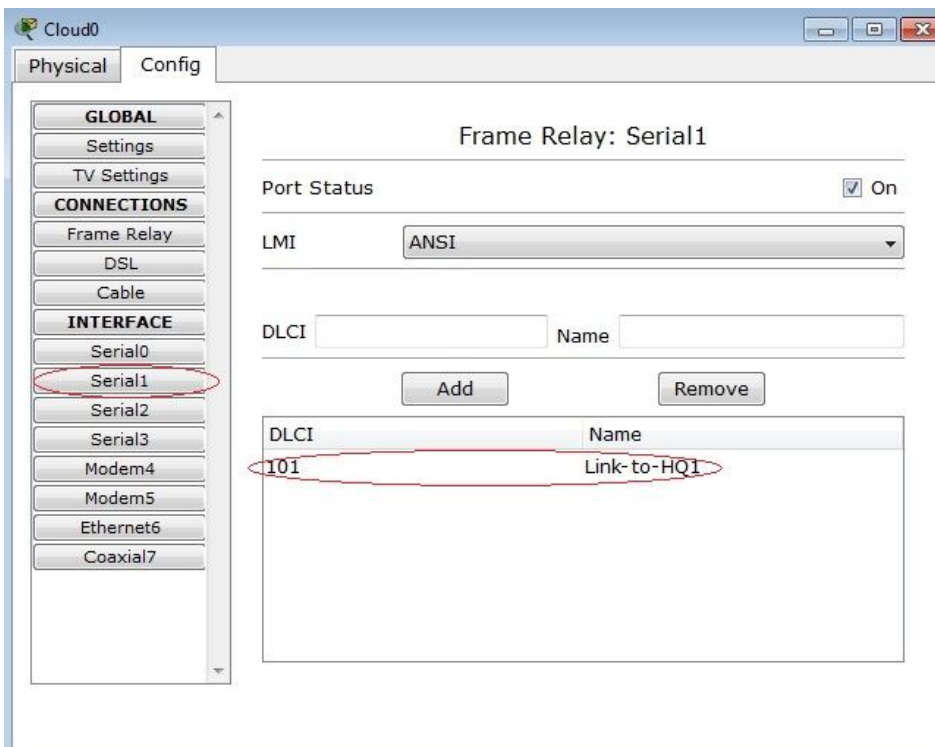 Cloud0
Physical Config
GLOBAL
Settings
TV Settings
CONNECTIONS
Frame Relay
DSL
Cable
INTERFACE
Serial0
Serial1
Serial2
Serial3
Modem4
Modem5
Ethernet6
Coaxial7
Frame Relay: Serial1
Port Status On
LMI ANSI
DLCI Name
Add Remove
DLCI Name
101 Link-to-HQ1